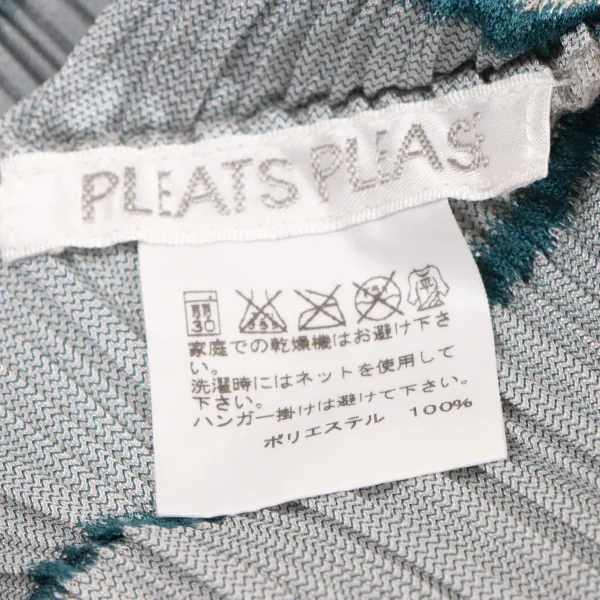 PLEATS PLEAS
弱 30
家庭での乾燥機はお避け下さ
い。
洗濯時にはネットを使用して
下さい。
ハンガー掛けは避けて下さい。
ポリエステル 100%